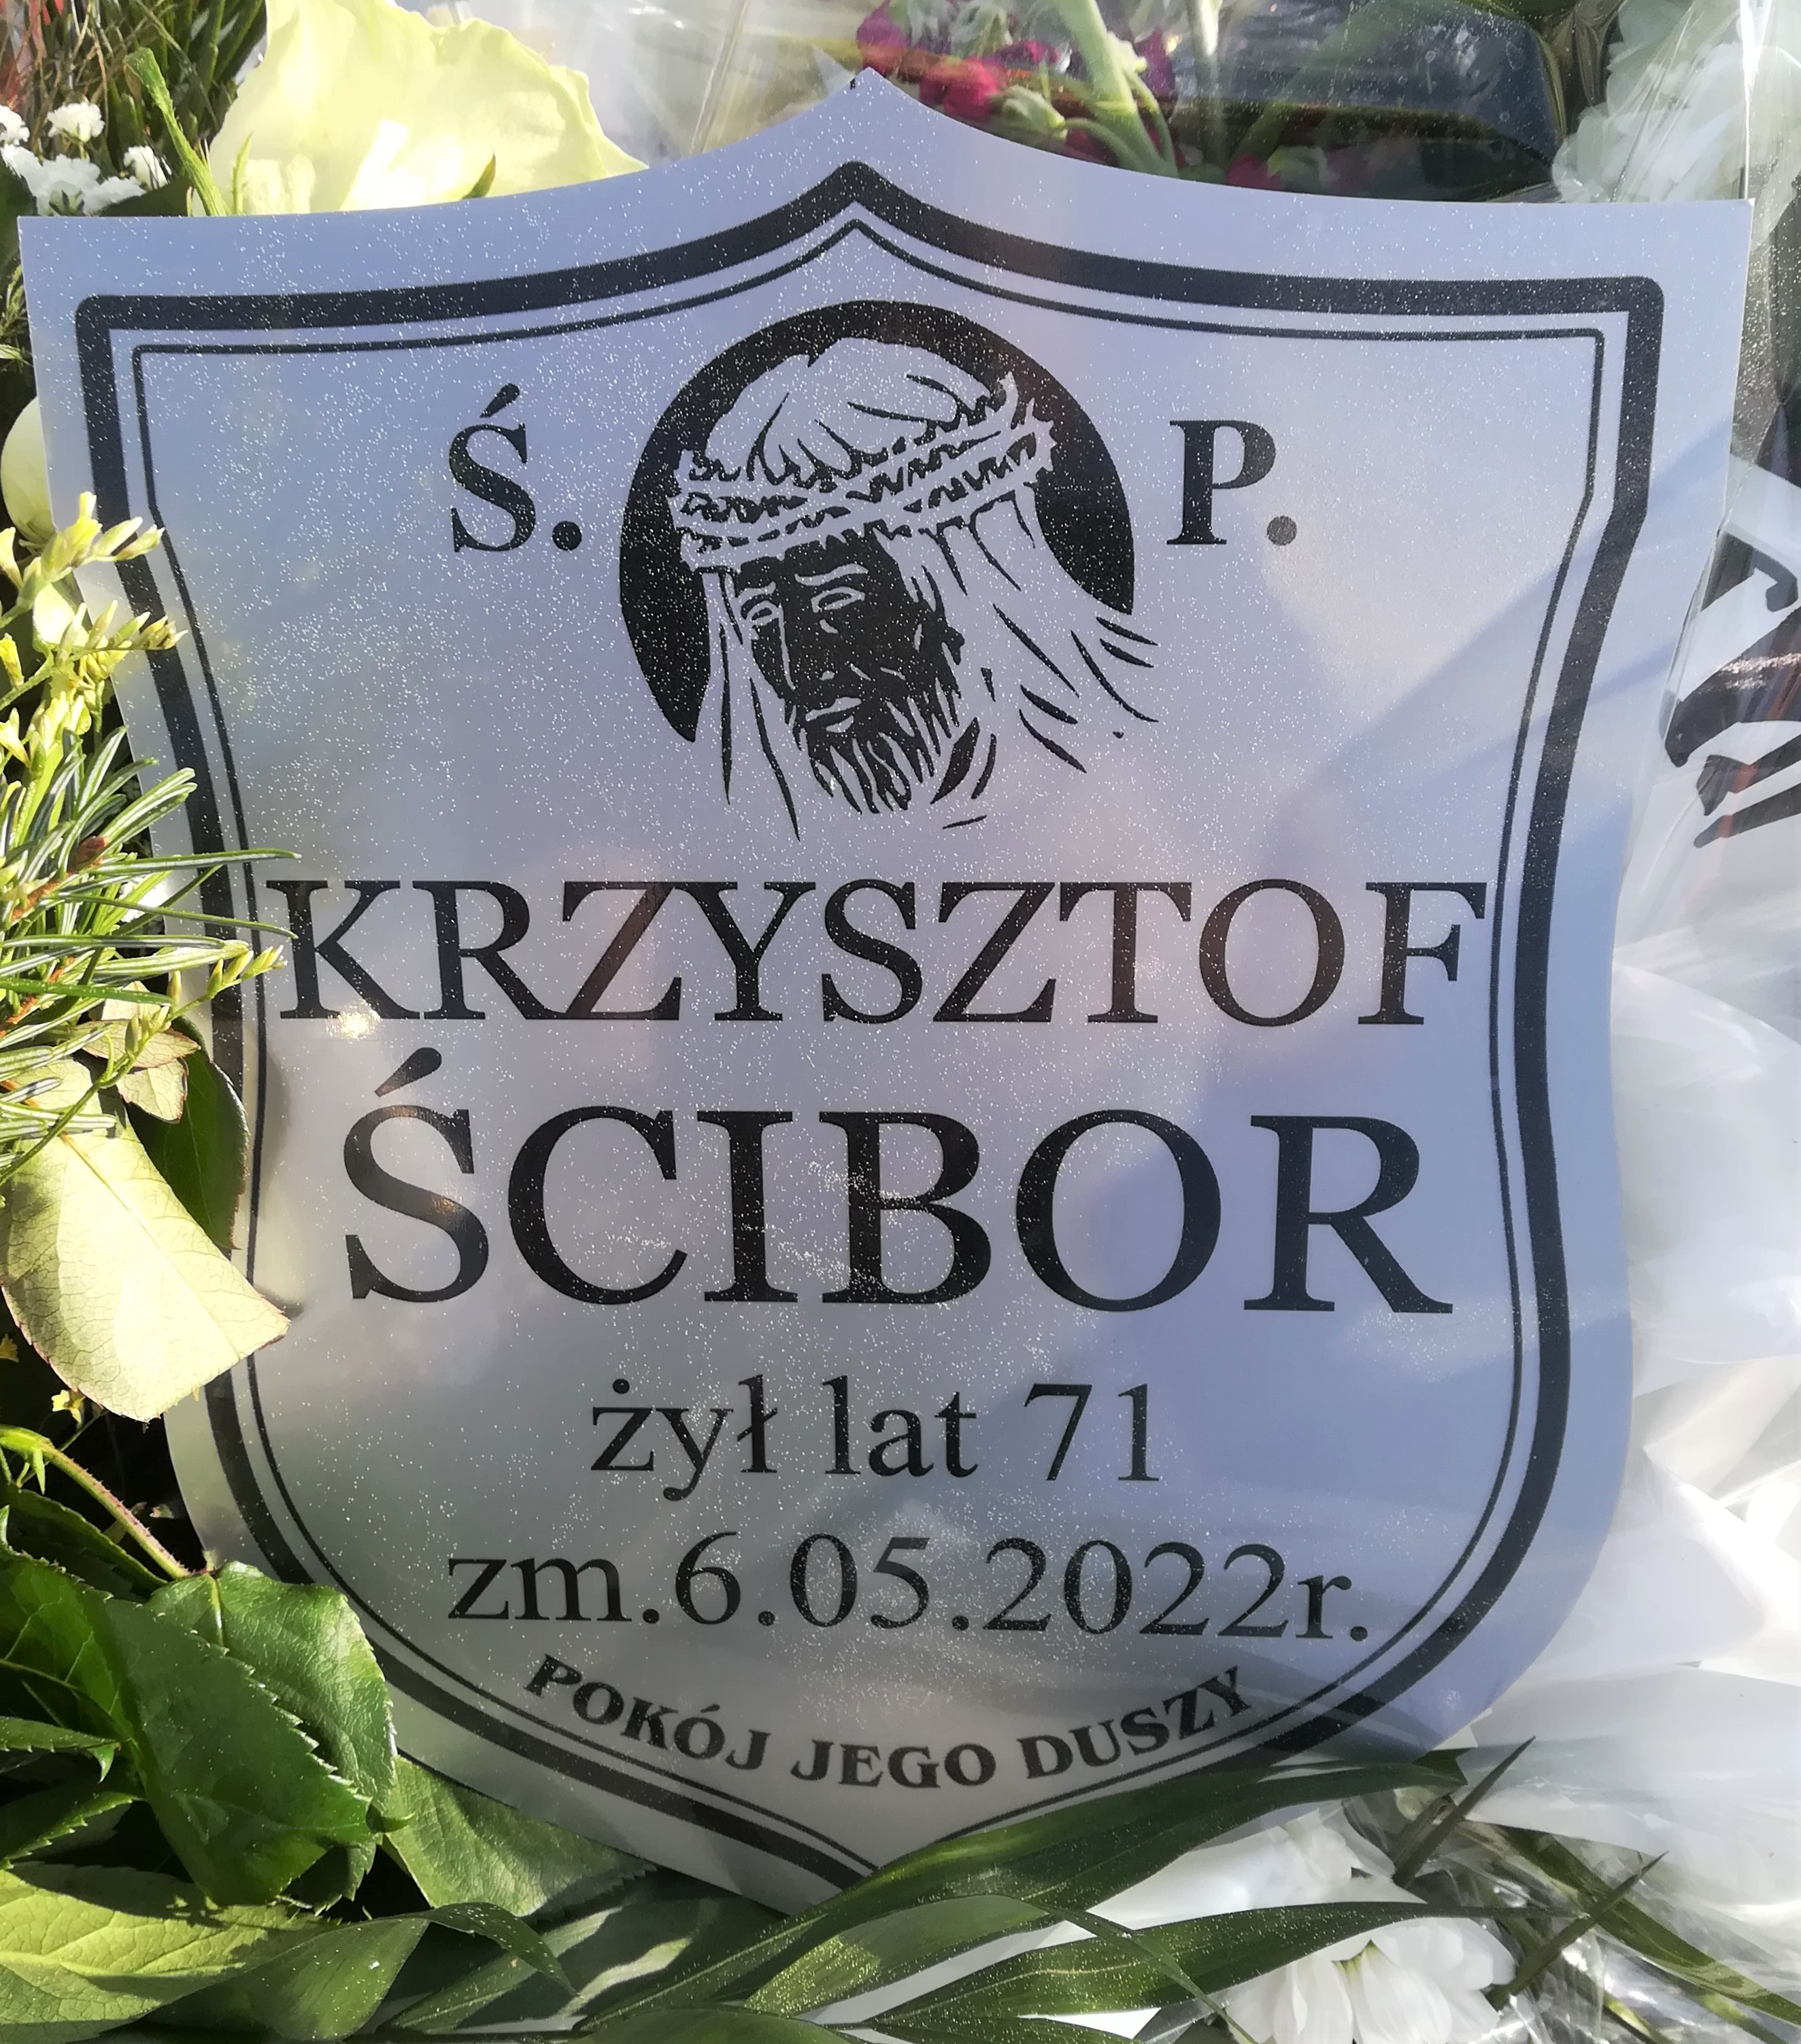 Ś. P.
KRZYSZTOF
ŚCIBOR
żył lat 71
zm.6.05.2022r.
POKÓJ JEGO DUSZY